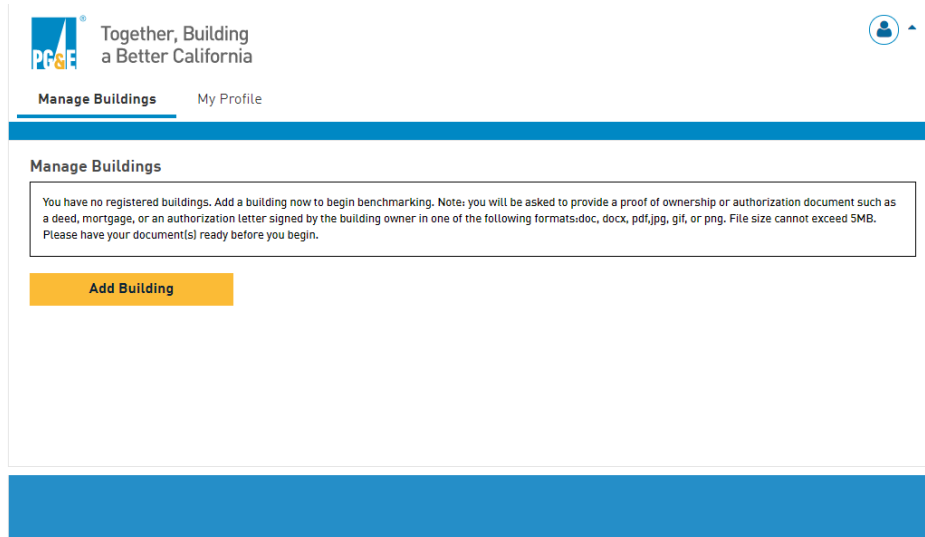 PG&E®
Together, Building
a Better California
Manage Buildings
My Profile
Manage Buildings
You have no registered buildings. Add a building now to begin benchmarking. Note: you will be asked to provide a proof of ownership or authorization document such as
a deed, mortgage, or an authorization letter signed by the building owner in one of the following formats:doc, docx, pdf,jpg, gif, or png. File size cannot exceed 5MB.
Please have your document(s) ready before you begin.
Add Building